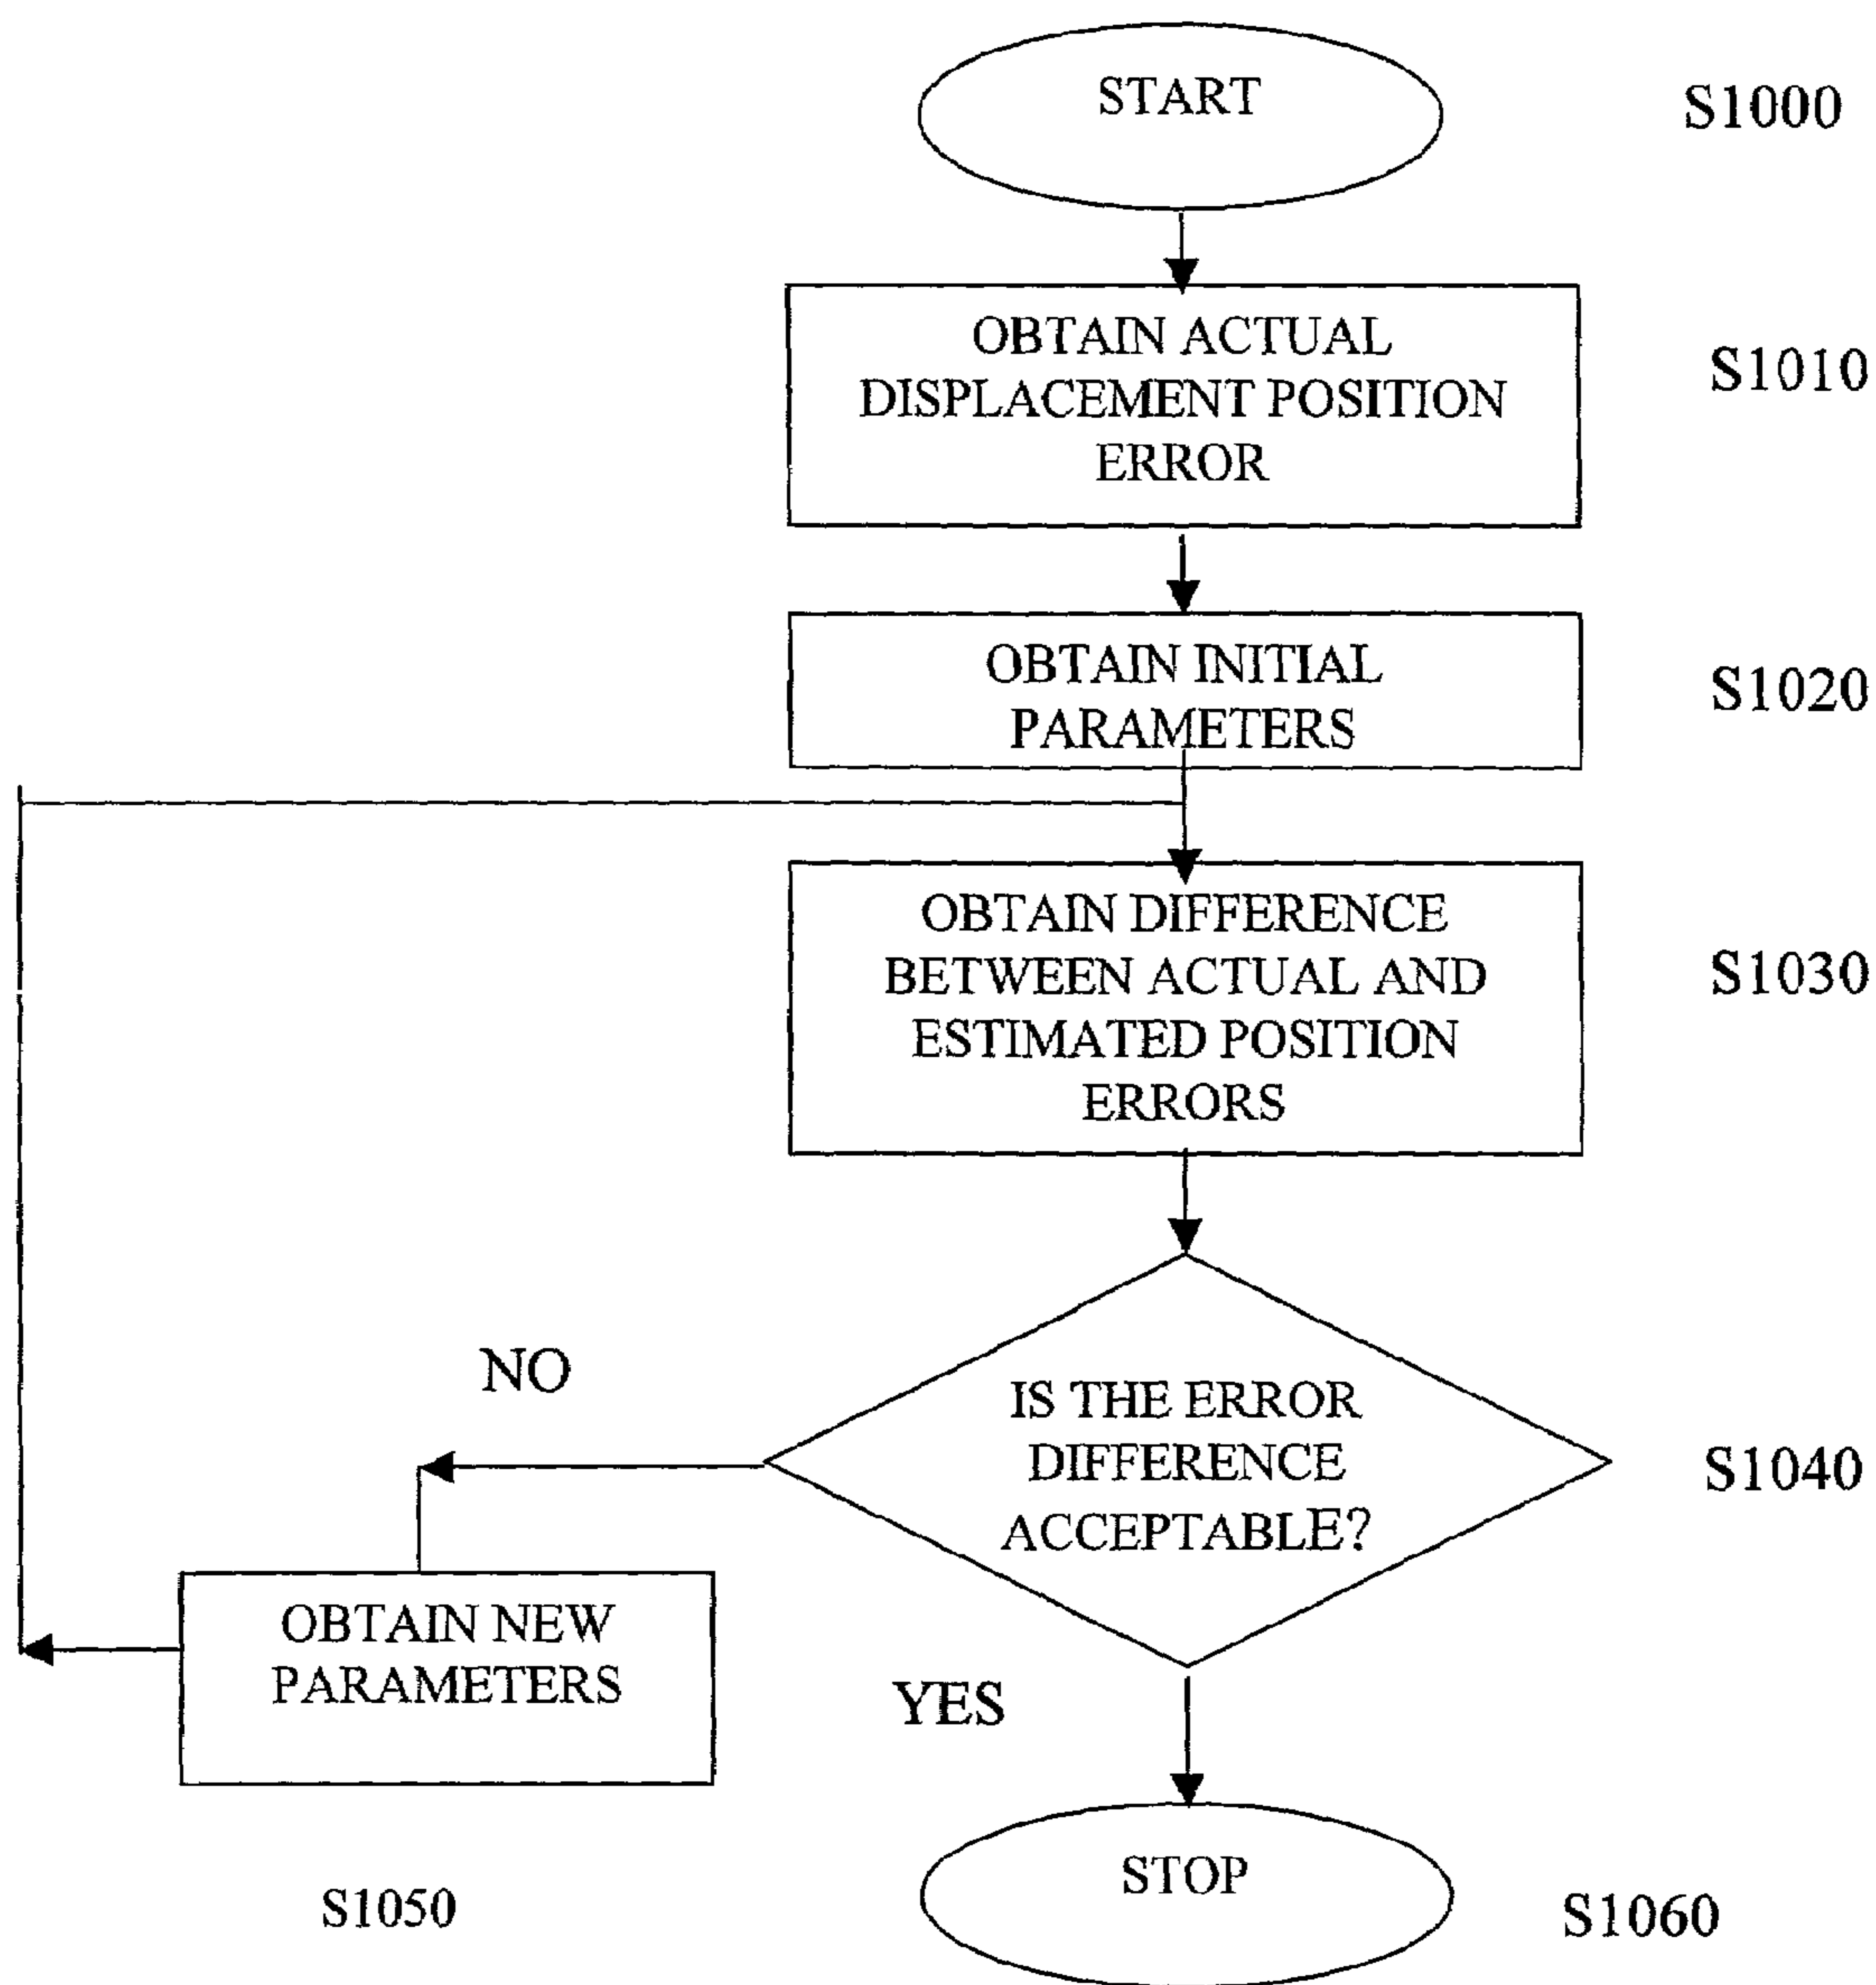 START
S1000
OBTAIN ACTUAL
DISPLACEMENT POSITION
ERROR
S1010
OBTAIN INITIAL
PARAMETERS
S1020
OBTAIN DIFFERENCE
BETWEEN ACTUAL AND
ESTIMATED POSITION
ERRORS
S1030
NO
IS THE ERROR
DIFFERENCE
ACCEPTABLE?
S1040
OBTAIN NEW
PARAMETERS
S1050
YES
STOP
S1060